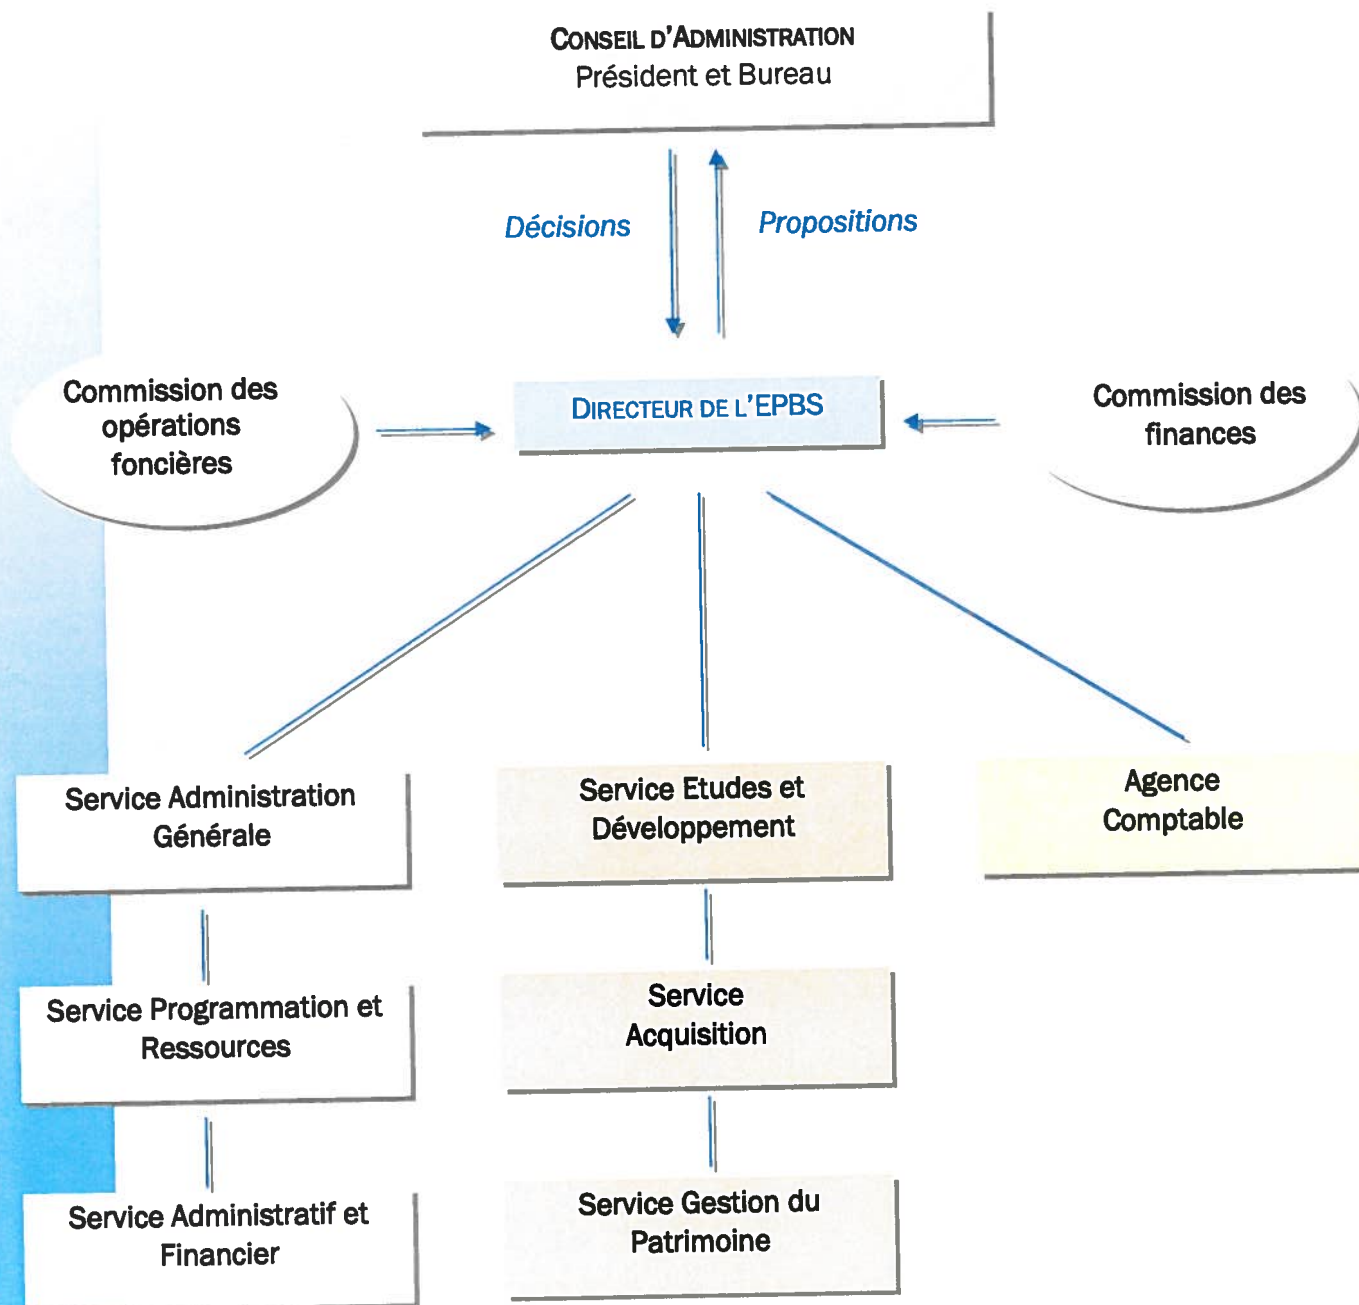 CONSEIL D'ADMINISTRATION
Président et Bureau
Décisions
Propositions
Commission des
opérations
foncières
DIRECTEUR DE L'EPBS
Commission des
finances
Service Administration
Générale
Service Etudes et
Développement
Agence
Comptable
Service Programmation et
Ressources
Service
Acquisition
Service Administratif et
Financier
Service Gestion du
Patrimoine